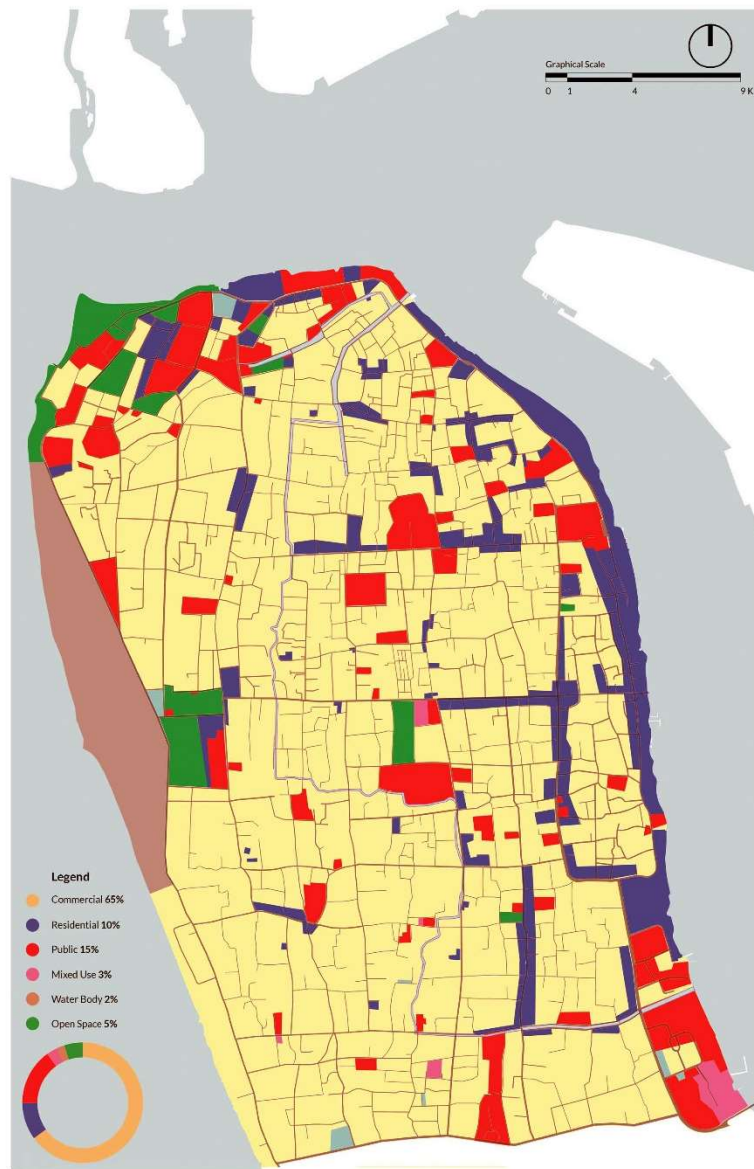 Graphical Scale
0 1 4 9 K
Legend
Commercial 65%
Residential 10%
Public 15%
Mixed Use 3%
Water Body 2%
Open Space 5%